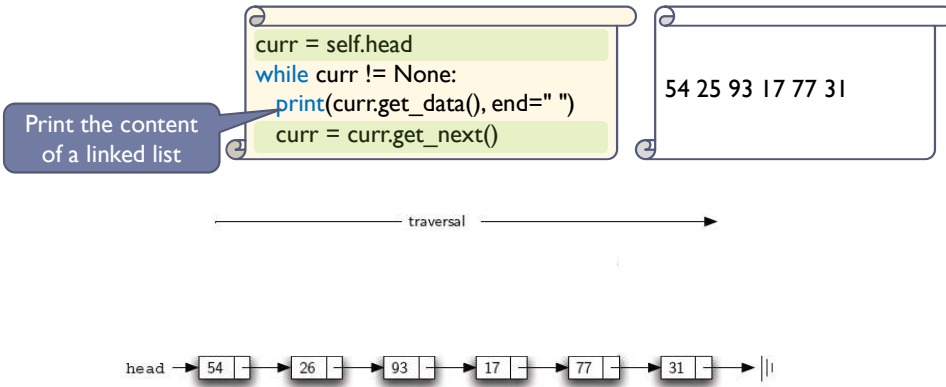 curr = self.head
while curr != None:
print(curr.get_data(), end=" ")
curr = curr.get_next()
54 25 93 17 77 31
Print the content
of a linked list
traversal
head 54 26 93 17 77 31